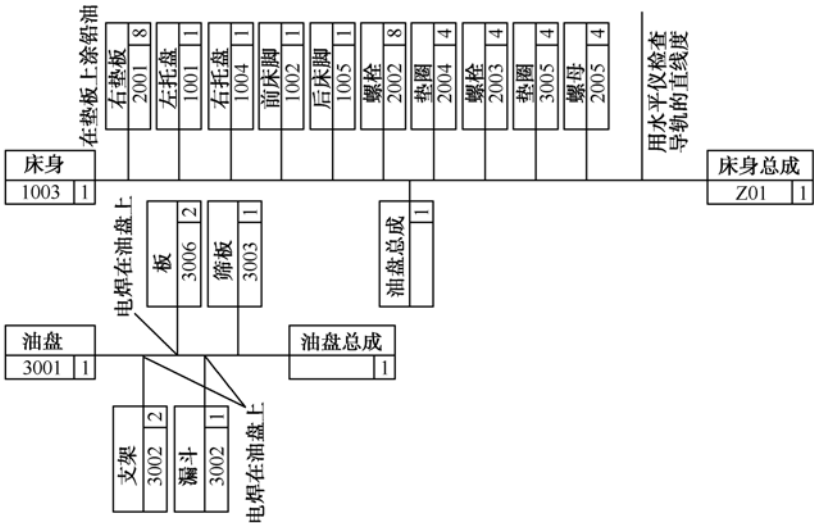 在垫板上涂铅油
右垫板
2001 8
左托盘
1001 1
右托盘
1004 1
前床脚
1002 1
后床脚
1005 1
螺栓
2002 8
垫圈
2004 4
螺栓
2003 4
垫圈
3005 4
螺母
2005 4
用水平仪检查
导轨的直线度
床身
1003 1
床身总成
Z01 1
电焊在油盘上
板
3006 2
筛板
3003 1
油盘总成
1
油盘
3001 1
油盘总成
1
支架
3002 2
漏斗
3002 1
电焊在油盘上